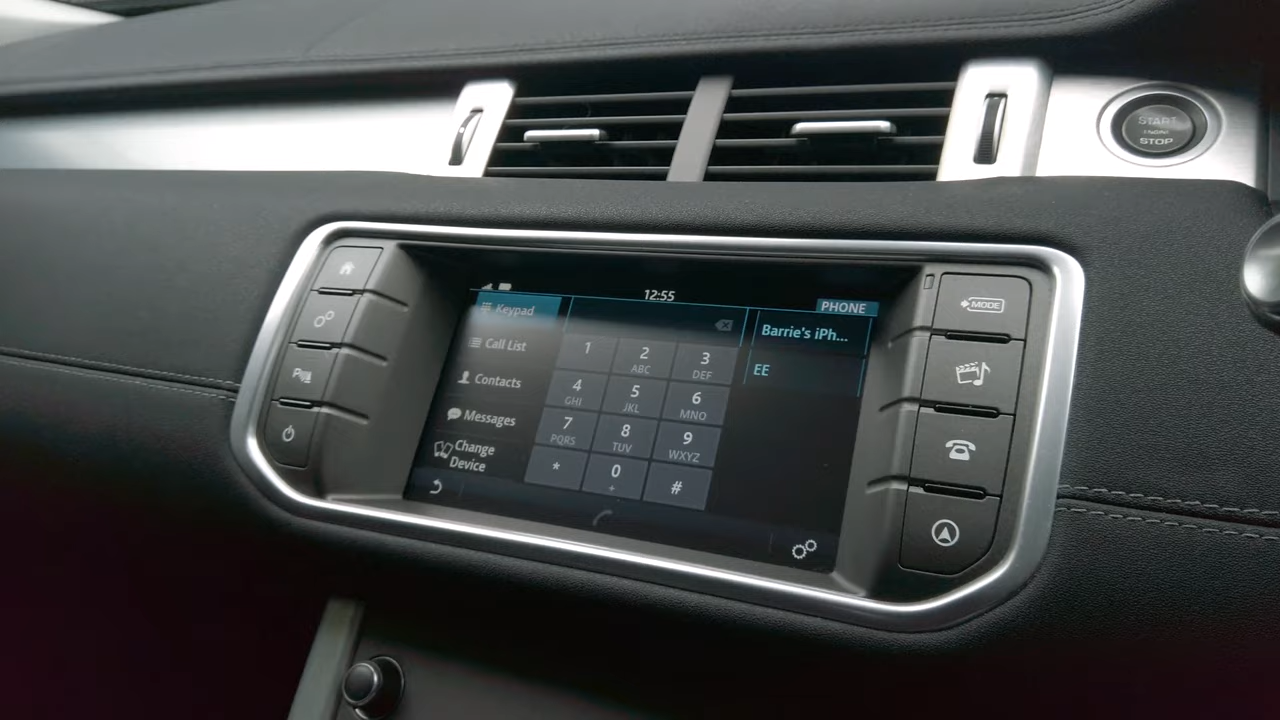 START
ENGINE
STOP
12:55
PHONE
Keypad
Call List
Contacts
Messages
Change
Device
1
2
ABC
3
DEF
4
GHI
5
JKL
6
MNO
7
PQRS
8
TUV
9
WXYZ
*
0
+
#
Barrie's iPh...
EE
MODE